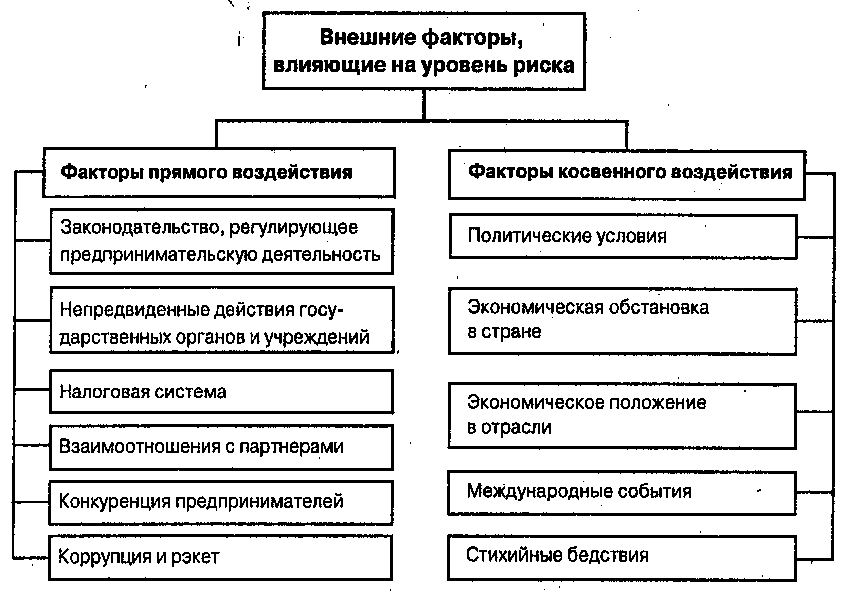 Внешние факторы,
влияющие на уровень риска
Факторы прямого воздействия
Законодательство, регулирующее
предпринимательскую деятельность
Непредвиденные действия госу-
дарственных органов и учреждений
Налоговая система
Взаимоотношения с партнерами
Конкуренция предпринимателей
Коррупция и рэкет
Факторы косвенного воздействия
Политические условия
Экономическая обстановка
в стране
Экономическое положение
в отрасли
Международные события
Стихийные бедствия